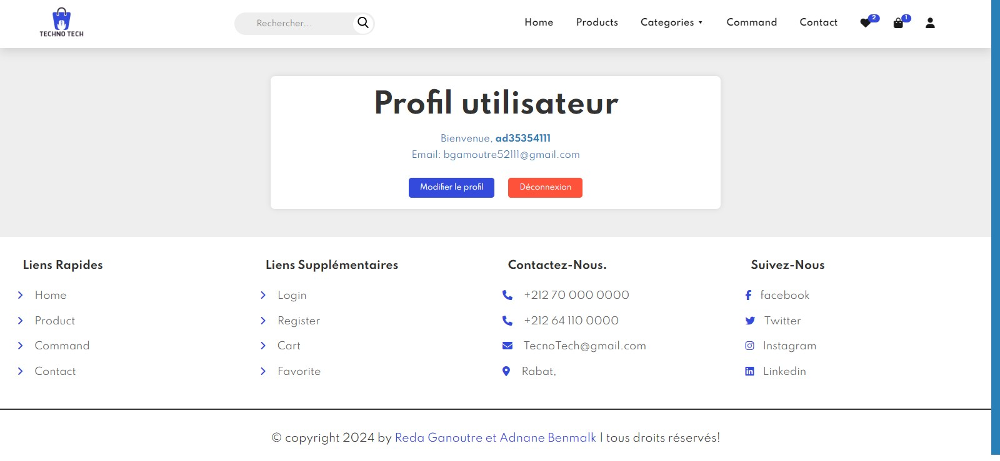 TECHNO TECH
Rechercher...
Home Products Categories ▼ Command Contact 2 1
Profil utilisateur
Bienvenue, ad35354111
Email: bgamoutre52111@gmail.com
Modifier le profil Déconnexion
Liens Rapides
Home
Product
Command
Contact
Liens Supplémentaires
Login
Register
Cart
Favorite
Contactez-Nous.
+212 70 000 0000
+212 64 110 0000
TecnoTech@gmail.com
Rabat,
Suivez-Nous
facebook
Twitter
Instagram
Linkedin
© copyright 2024 by Reda Ganoutre et Adnane Benmalk | tous droits réservés!